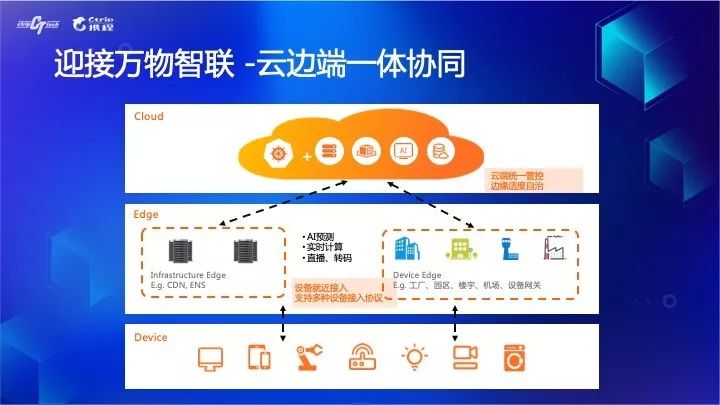 ctrip tech
Ctrip
携程
迎接万物智联 -云边端一体协同
Cloud
+
AI
云端统一管控
边缘适度自治
Edge
• AI预测
• 实时计算
• 直播、转码
Infrastructure Edge
E.g. CDN, ENS
Device Edge
E.g. 工厂、园区、楼宇、机场、设备网关
设备就近接入
支持多种设备接入协议
Device